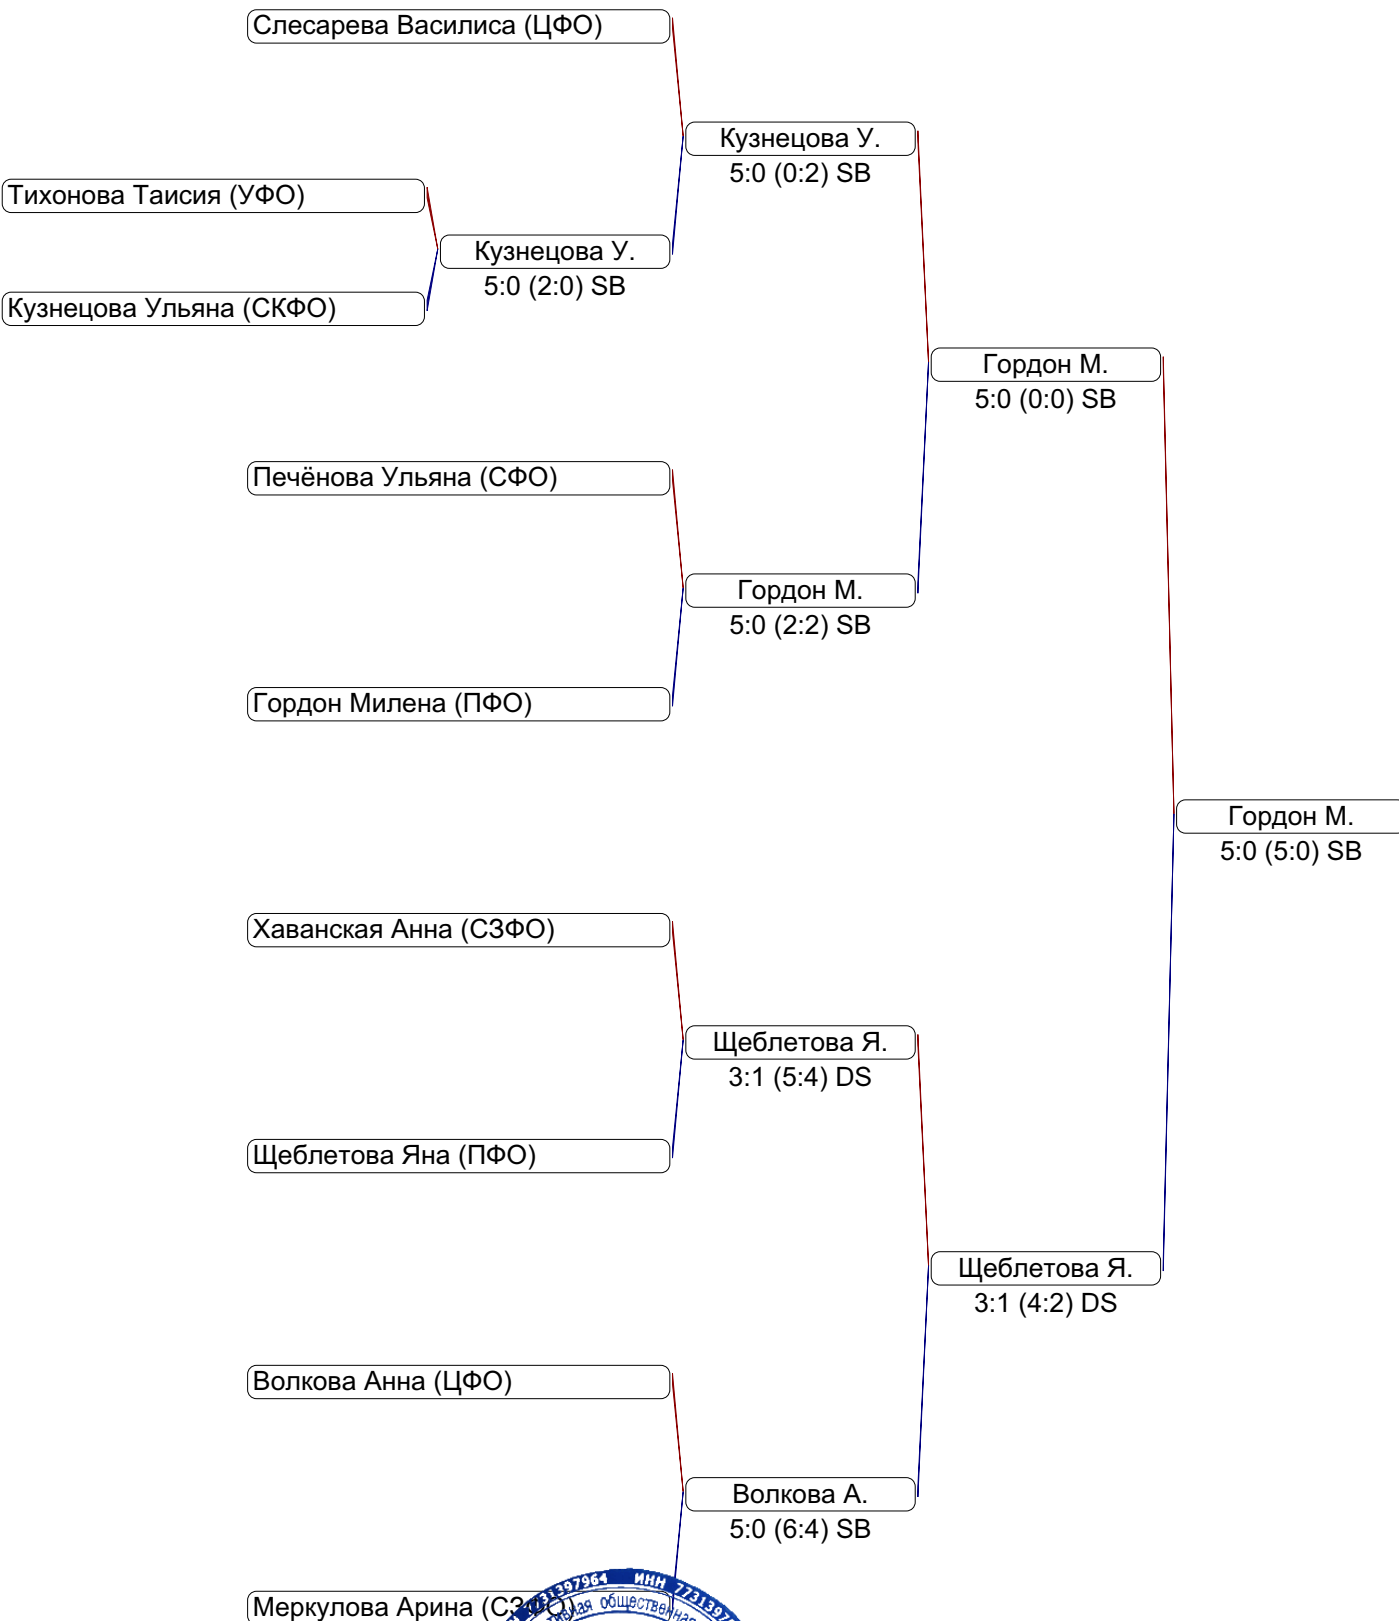 Слесарева Василиса (ЦФО)
Кузнецова У.
5:0 (0:2) SB
Тихонова Таисия (УФО)
Кузнецова У.
5:0 (2:0) SB
Кузнецова Ульяна (СКФО)
Гордон М.
5:0 (0:0) SB
Печёнова Ульяна (СФО)
Гордон М.
5:0 (2:2) SB
Гордон Милена (ПФО)
Гордон М.
5:0 (5:0) SB
Хаванская Анна (СЗФО)
Щеблетова Я.
3:1 (5:4) DS
Щеблетова Яна (ПФО)
Щеблетова Я.
3:1 (4:2) DS
Волкова Анна (ЦФО)
Волкова А.
5:0 (6:4) SB
Меркулова Арина (СЗФО)
ИНН